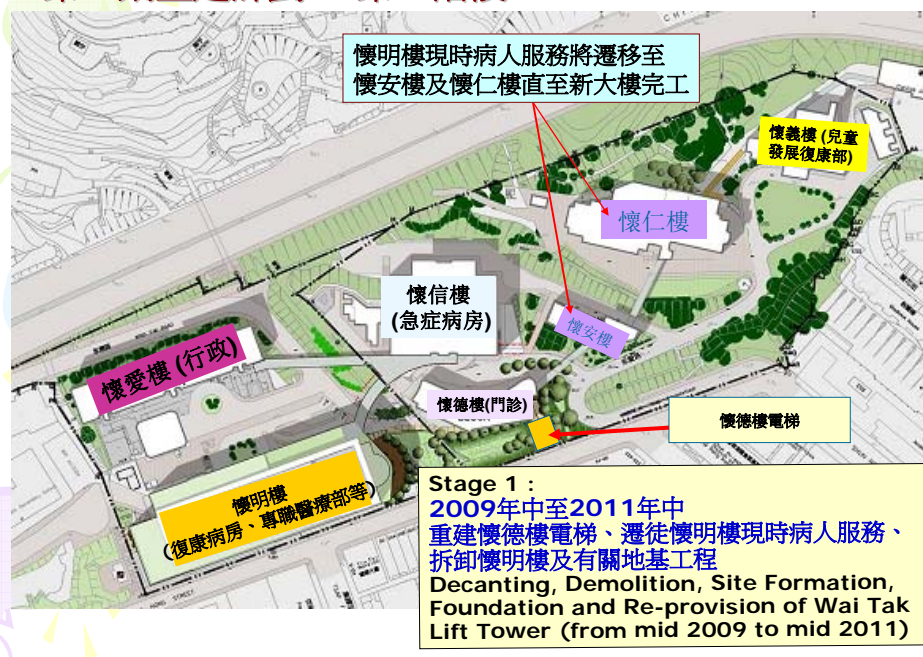 懷明樓現時病人服務將遷移至
懷安樓及懷仁樓直至新大樓完工
懷義樓 (兒童
發展復康部)
懷仁樓
懷信樓
(急症病房)
懷安樓
懷愛樓 (行政)
懷德樓(門診)
懷德樓電梯
懷明樓
(復康病房、專職醫療部等)
Stage 1 :
2009年中至2011年中
重建懷德樓電梯、遷徙懷明樓現時病人服務、
拆卸懷明樓及有關地基工程
Decanting, Demolition, Site Formation,
Foundation and Re-provision of Wai Tak
Lift Tower (from mid 2009 to mid 2011)